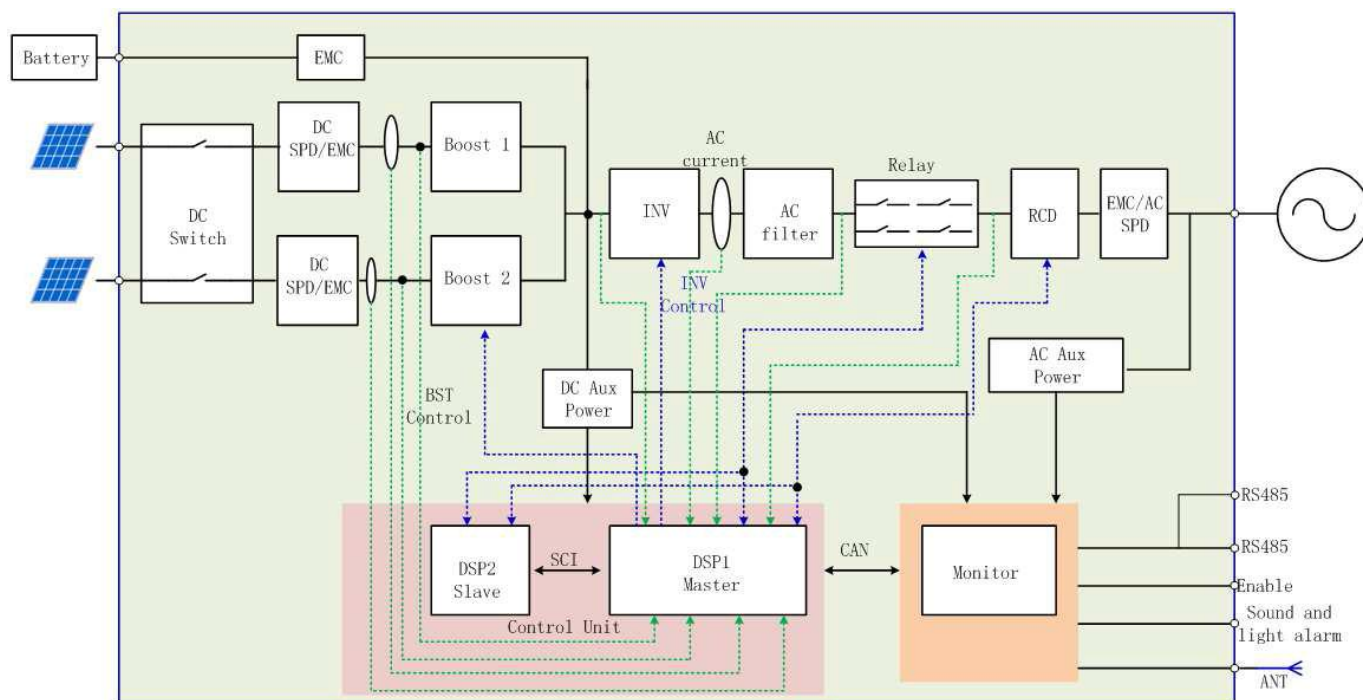 Battery
EMC
DC
SPD/EMC
Boost 1
AC
current
Relay
INV
AC
filter
RCD
EMC/AC
SPD
DC
Switch
DC
SPD/EMC
Boost 2
INV
Control
AC Aux
Power
DC Aux
Power
BST
Control
RS485
RS485
DSP2
Slave
SCI
DSP1
Master
CAN
Monitor
Enable
Sound and
light alarm
Control Unit
ANT